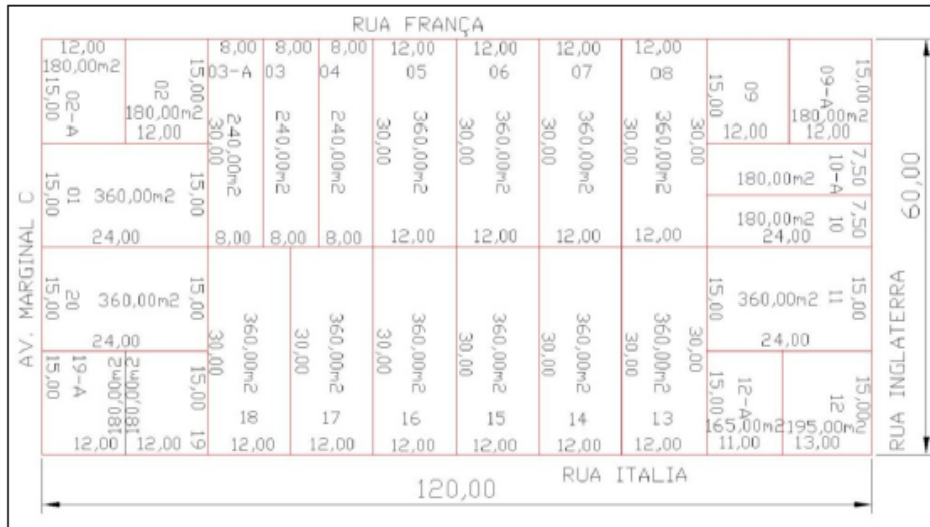 RUA FRANÇA
12,00 8,00 8,00 8,00 12,00 12,00 12,00 12,00
180,00m2 15,00 02-A
15,00 02 180,00m2 12,00
03-A 30,00 240,00m2 8,00
03 240,00m2 8,00
04 240,00m2 8,00
05 30,00 360,00m2 12,00
06 30,00 360,00m2 12,00
07 30,00 360,00m2 12,00
08 30,00 360,00m2 30,00 12,00
15,00 09 12,00
09-A 15,00 180,00m2 12,00
180,00m2 10-A 7,50
180,00m2 10 7,50 24,00
15,00 01 360,00m2 15,00 24,00
15,00 20 360,00m2 15,00 24,00
15,00 360,00m2 11 15,00 24,00
19-A 15,00 180,00m2 12,00
180,00m2 15,00 19 12,00
30,00 360,00m2 18 12,00
30,00 360,00m2 17 12,00
30,00 360,00m2 16 12,00
30,00 360,00m2 15 12,00
30,00 360,00m2 14 12,00
30,00 360,00m2 30,00 13 12,00
15,00 12-A 165,00m2 11,00
12 15,00 195,00m2 13,00
AV. MARGINAL C
RUA INGLATERRA
60,00
RUA ITALIA
120,00